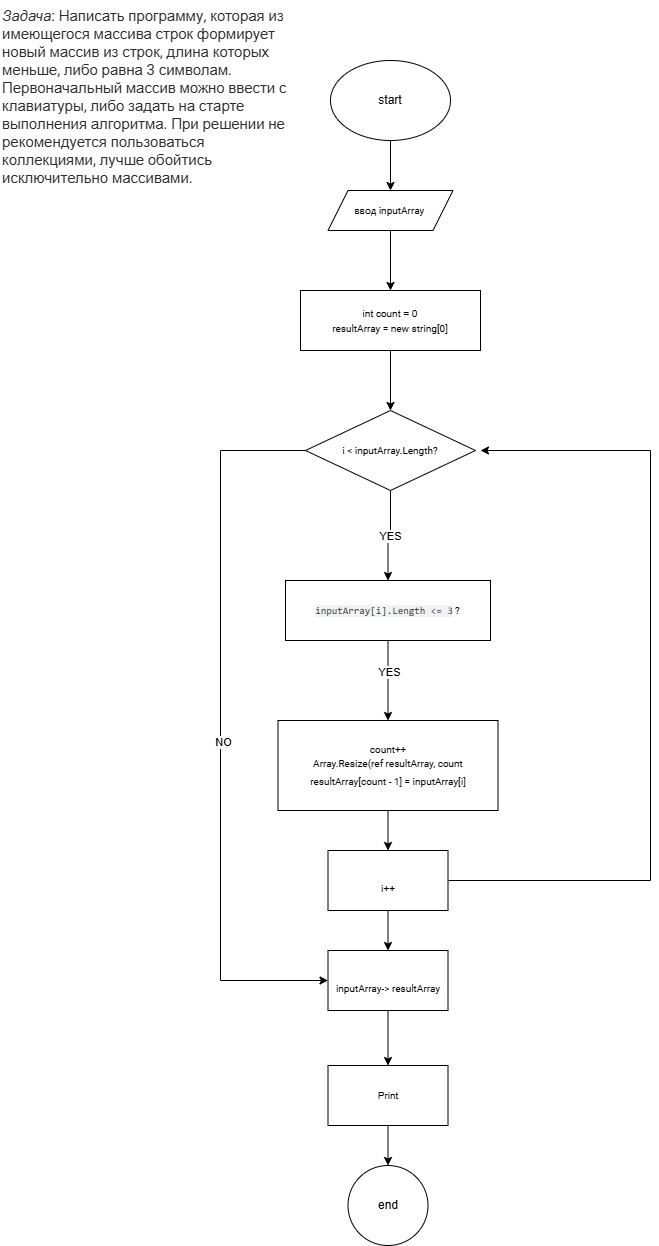 Задача: Написать программу, которая из
имеющегося массива строк формирует
новый массив из строк, длина которых
меньше, либо равна 3 символам.
Первоначальный массив можно ввести с
клавиатуры, либо задать на старте
выполнения алгоритма. При решении не
рекомендуется пользоваться
коллекциями, лучше обойтись
исключительно массивами.
start
ввод inputArray
int count = 0
resultArray = new string[0]
i < inputArray.Length?
YES
inputArray[i].Length <= 3?
YES
NO
count++
Array.Resize(ref resultArray, count
resultArray[count - 1] = inputArray[i]
i++
inputArray-> resultArray
Print
end